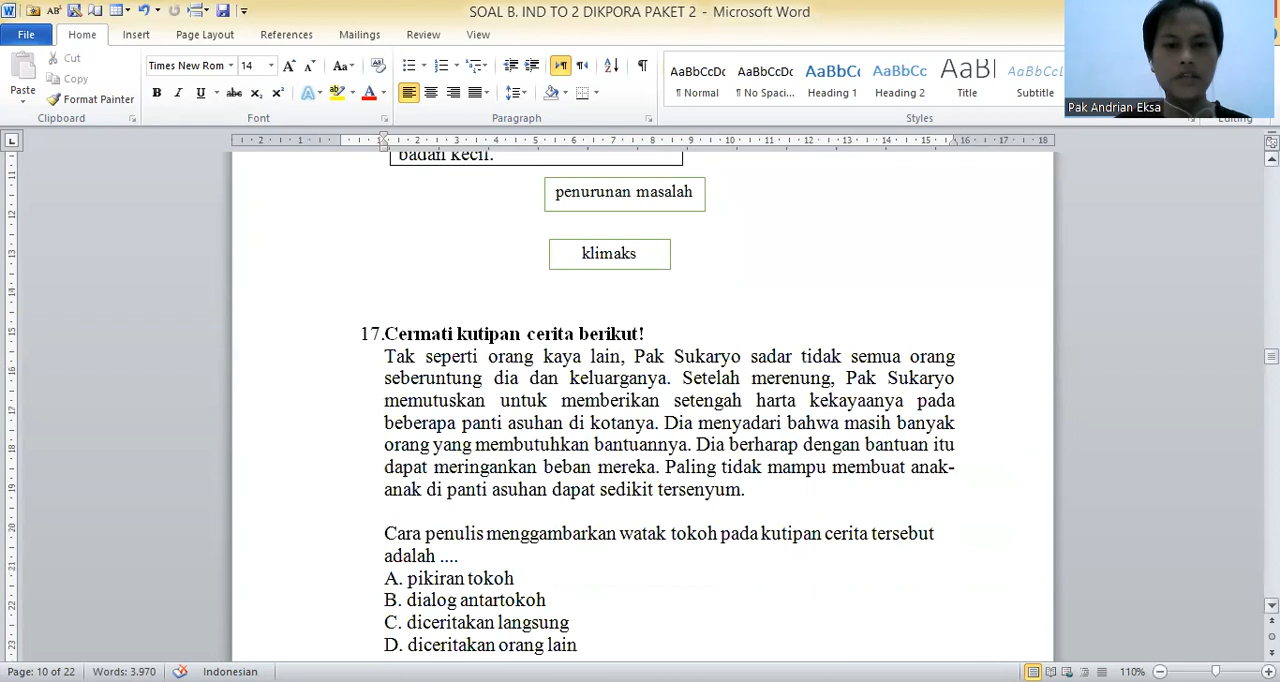 SOAL B. IND TO 2 DIKPORA PAKET 2 - Microsoft Word
File Home Insert Page Layout References Mailings Review View
Paste
Cut
Copy
Format Painter
Times New Rom 14
AaBbCcDc AaBbCcDc AaBbCc AaBbCc AaBl AaBbCcL
¶ Normal ¶ No Spaci... Heading 1 Heading 2 Title Subtitle
Clipboard Font Paragraph Styles Editing
Pak Andrian Eksa
badan kecil.
penurunan masalah
klimaks
17.Cermati kutipan cerita berikut!
Tak seperti orang kaya lain, Pak Sukaryo sadar tidak semua orang
seberuntung dia dan keluarganya. Setelah merenung, Pak Sukaryo
memutuskan untuk memberikan setengah harta kekayaanya pada
beberapa panti asuhan di kotanya. Dia menyadari bahwa masih banyak
orang yang membutuhkan bantuannya. Dia berharap dengan bantuan itu
dapat meringankan beban mereka. Paling tidak mampu membuat anak-
anak di panti asuhan dapat sedikit tersenyum.
Cara penulis menggambarkan watak tokoh pada kutipan cerita tersebut
adalah ....
A. pikiran tokoh
B. dialog antartokoh
C. diceritakan langsung
D. diceritakan orang lain
Page: 10 of 22 Words: 3.970 Indonesian 110%